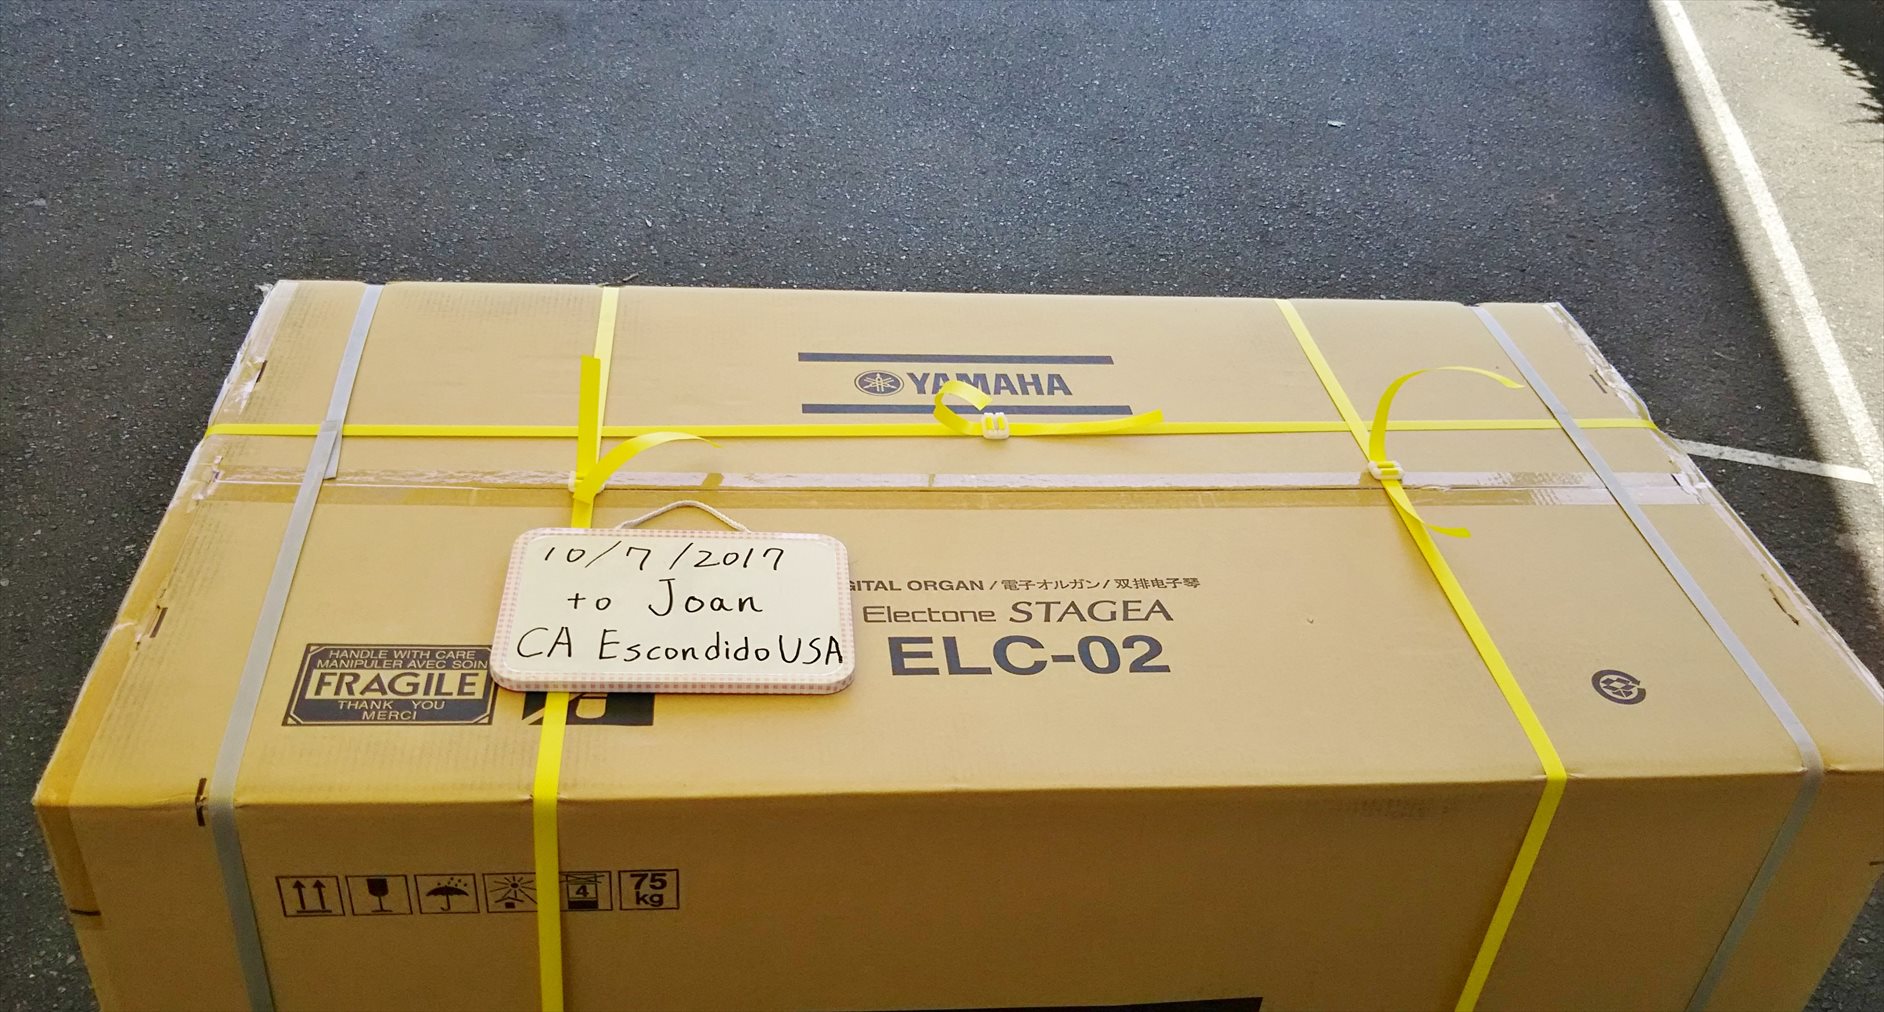 YAMAHA
10/7/2017
to Joan
CA Escondido USA
GITAL ORGAN / 電子オルガン / 双排电子琴
Electone STAGEA
ELC-02
HANDLE WITH CARE
MANIPULER AVEC SOIN
FRAGILE
THANK YOU
MERCI
4
75
kg